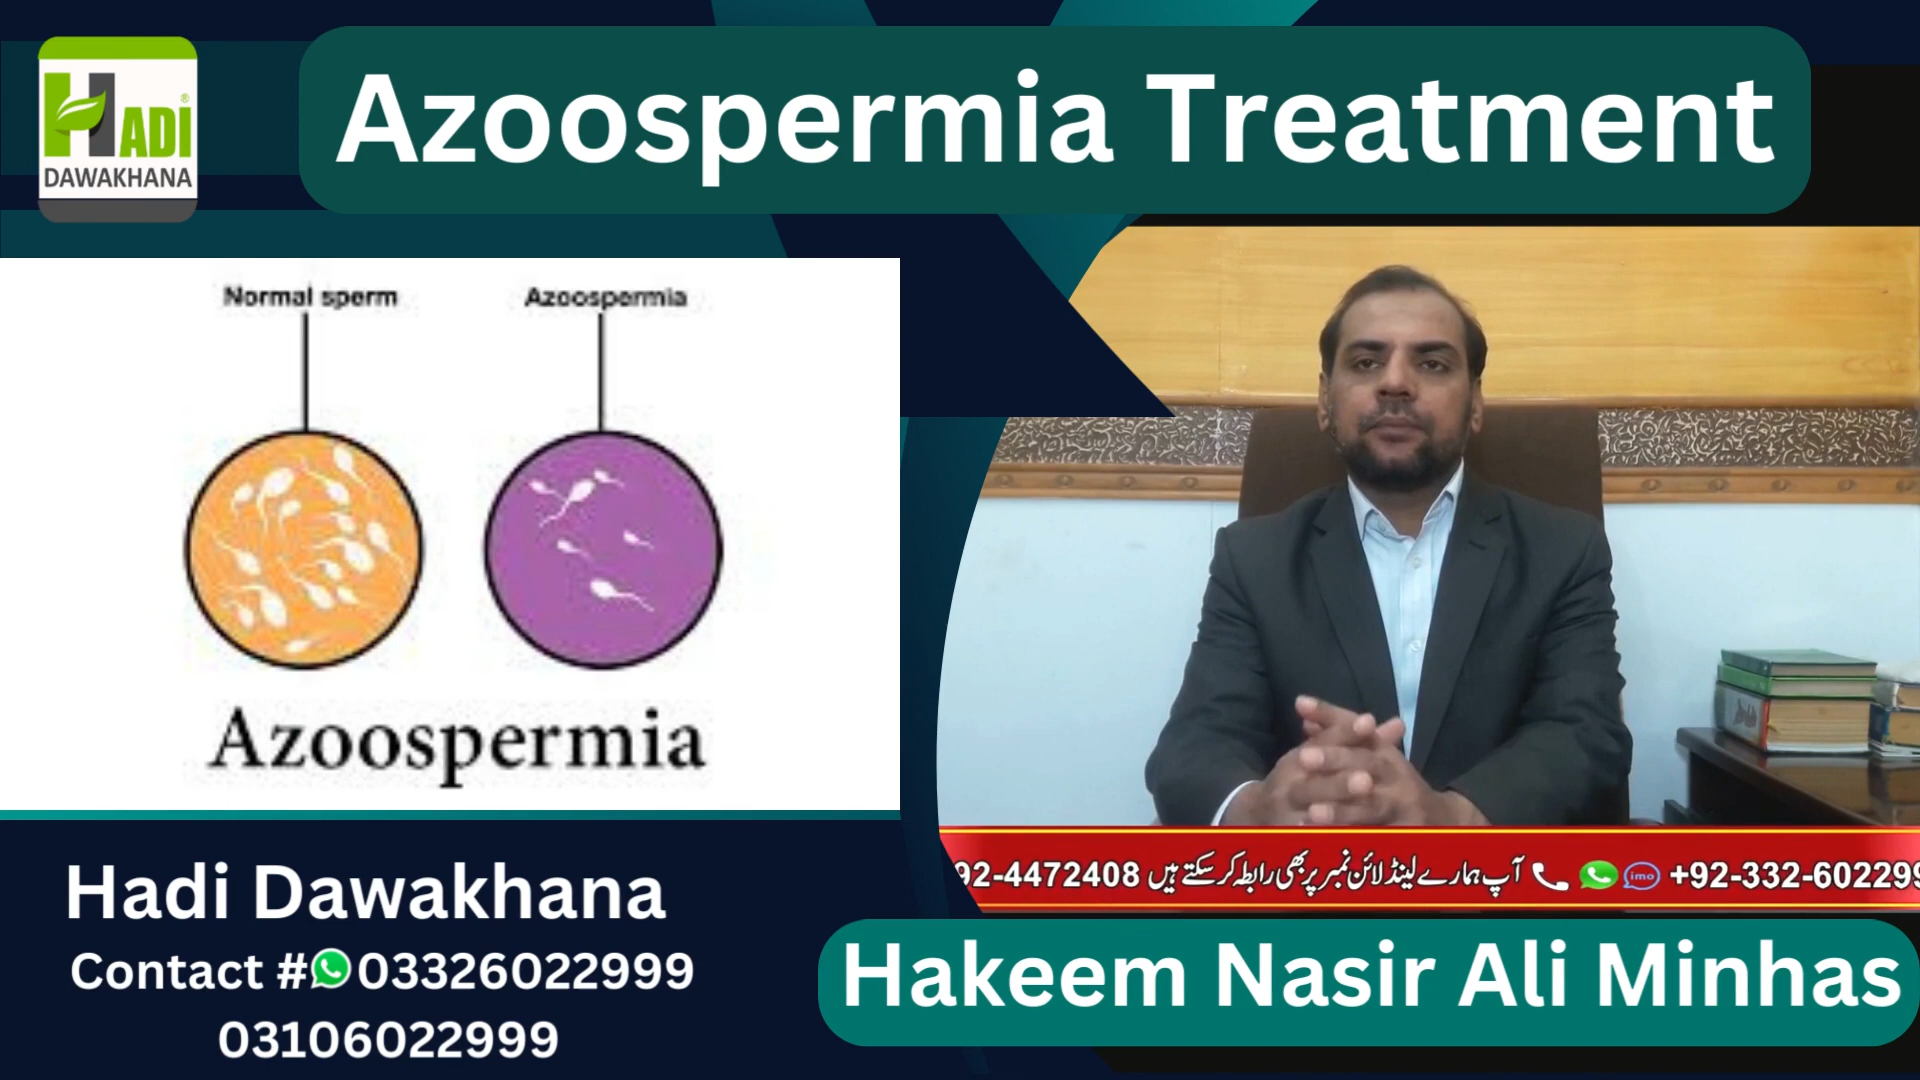 HADI®
DAWAKHANA
Azoospermia Treatment
Normal sperm
Azoospermia
Azoospermia
92-4472408 آپ ہمارے لینڈ لائن نمبر پر بھی رابطہ کر سکتے ہیں
imo +92-332-602299
Hadi Dawakhana
Contact #03326022999
03106022999
Hakeem Nasir Ali Minhas